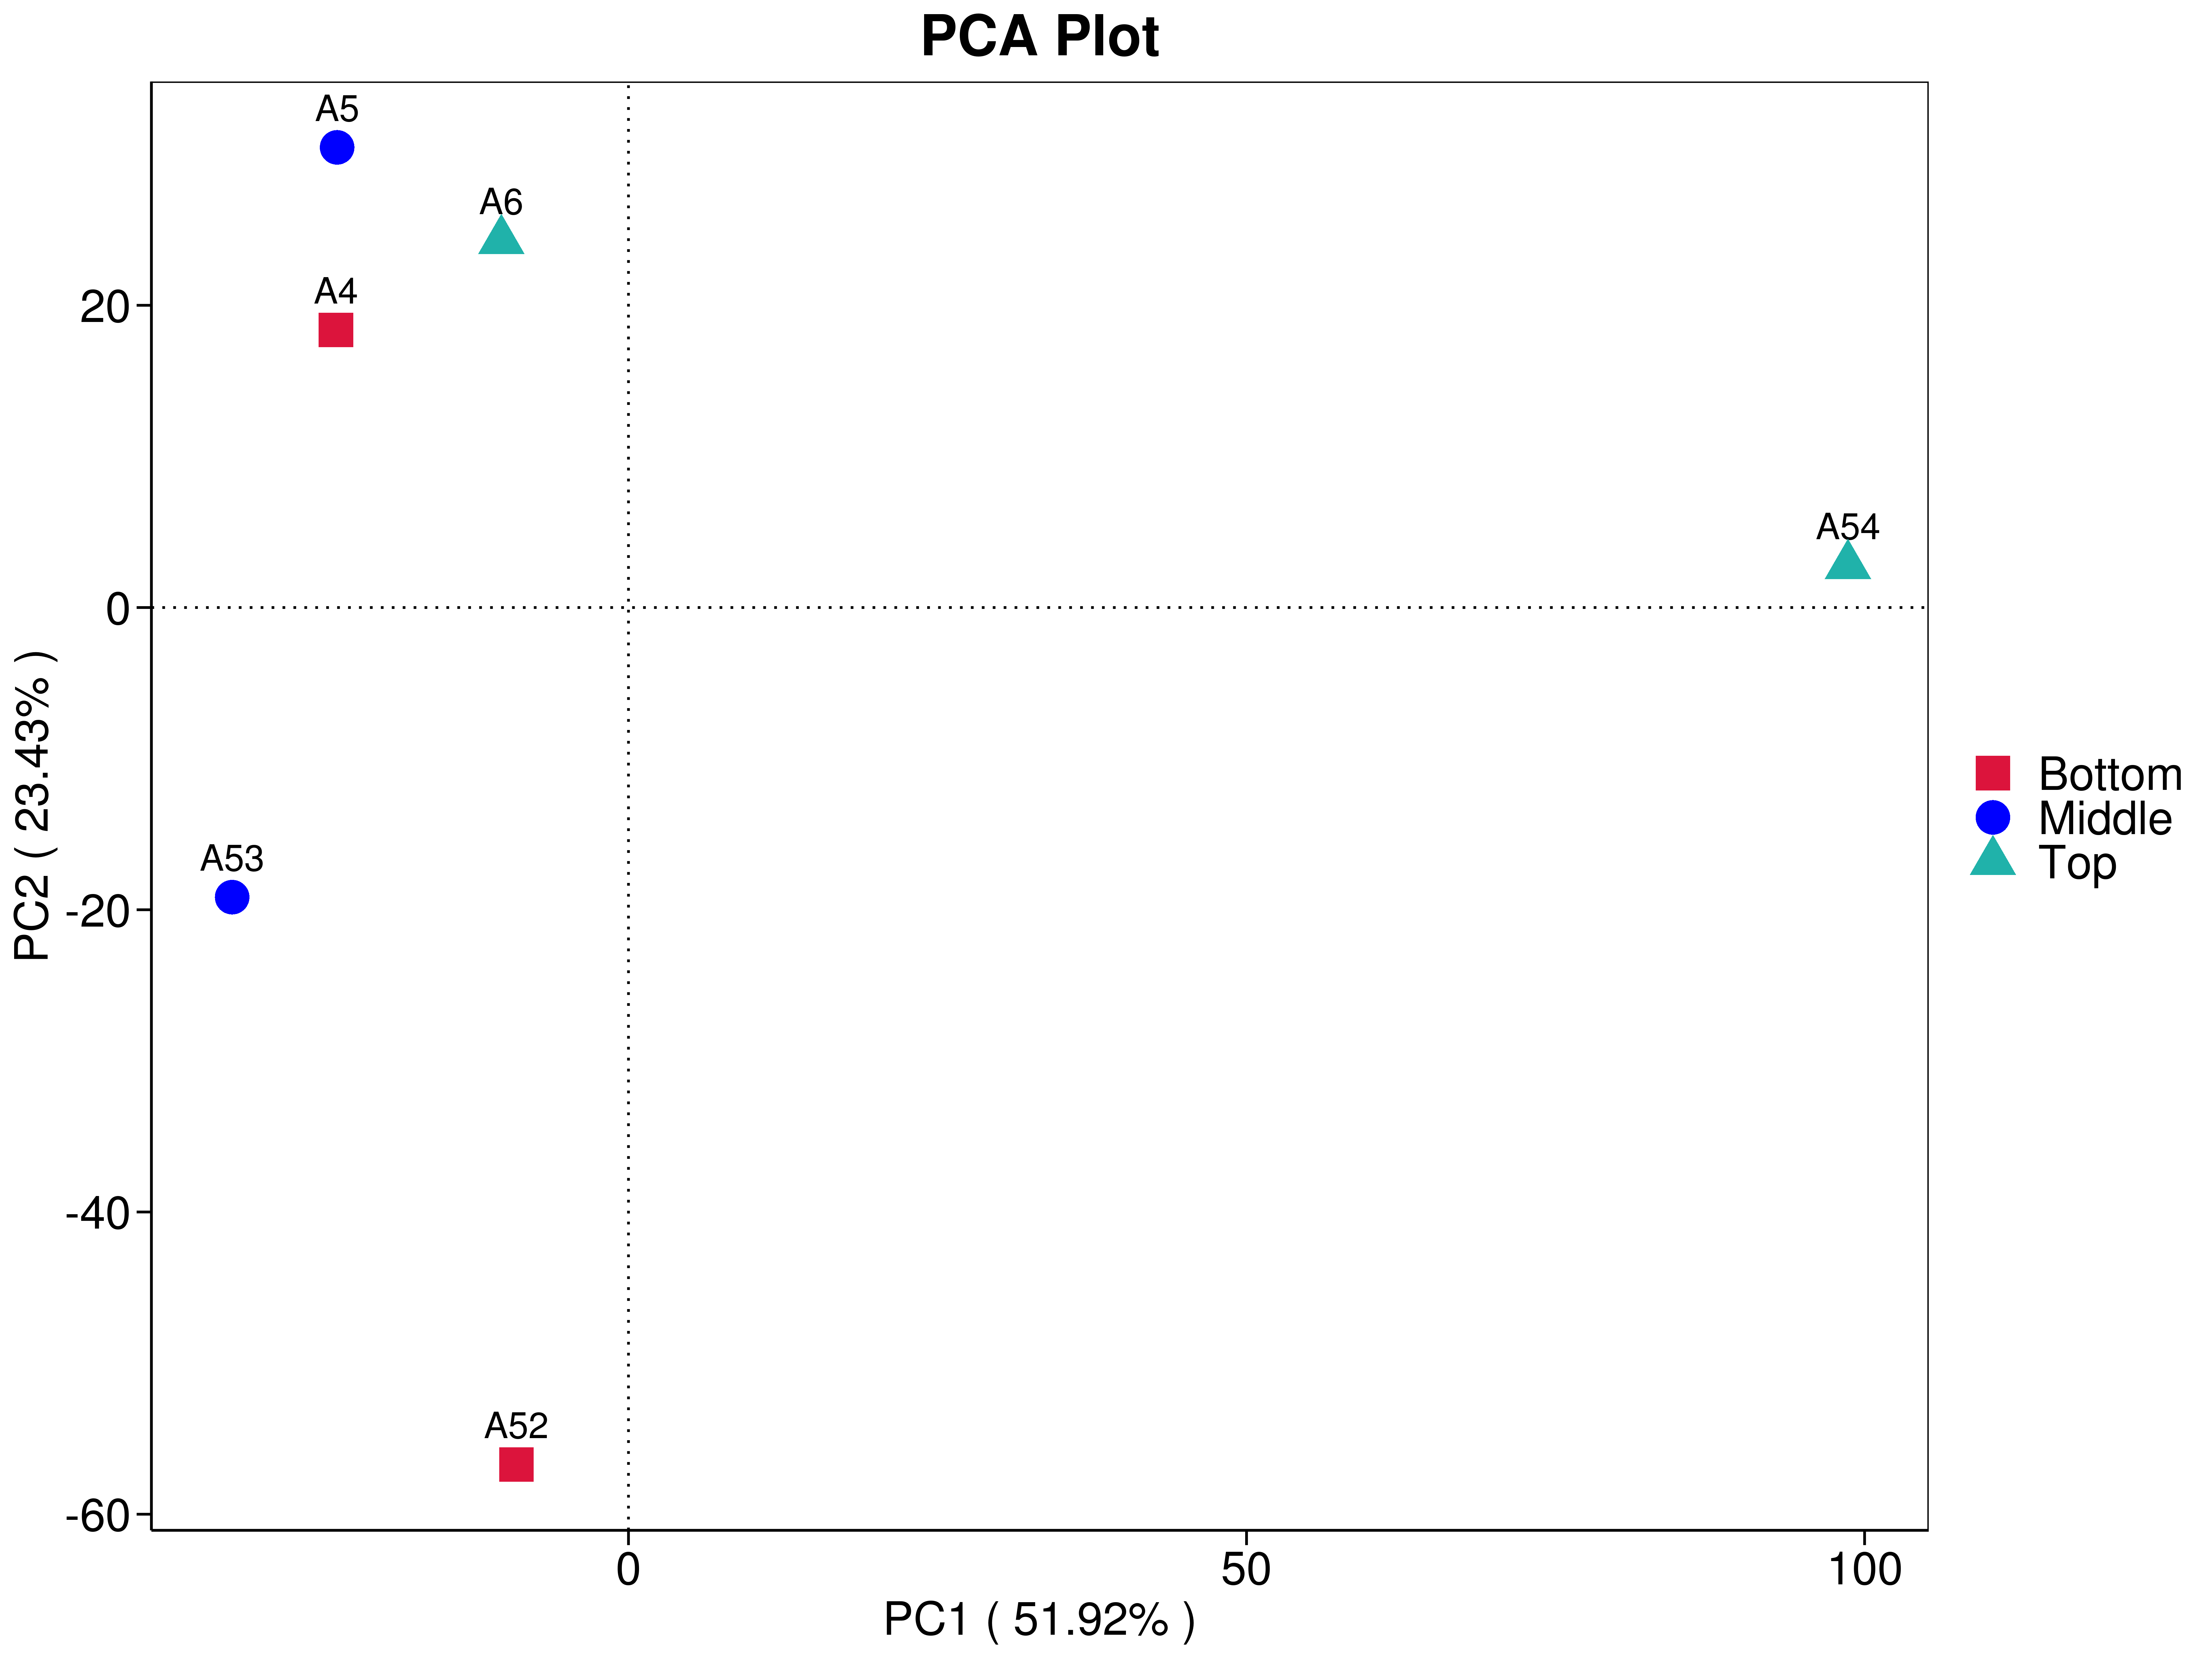 PCA Plot
A5
A6
A4
A54
A53
A52
20
0
-20
-40
-60
0
50
100
PC1 ( 51.92% )
PC2 ( 23.43% )
Bottom
Middle
Top